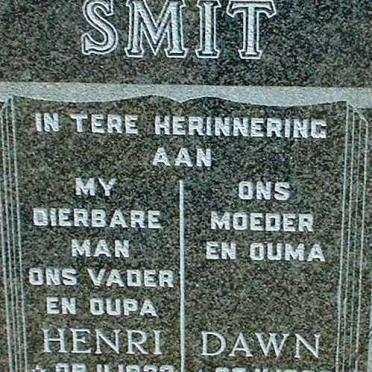 SMIT
IN TERE HERINNERING
AAN
MY
DIERBARE
MAN
ONS VADER
EN OUPA
HENRI
ONS
MOEDER
EN OUMA
DAWN